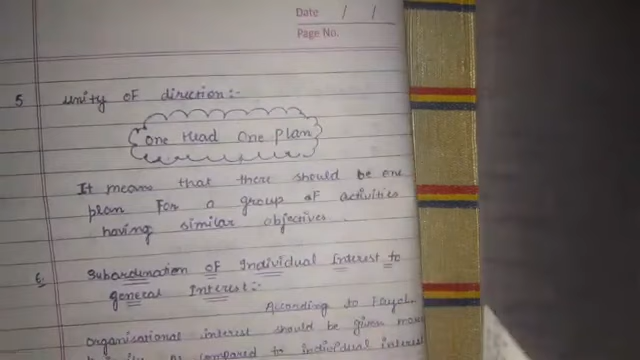 Date / /
Page No.
5 Unity of direction:-
One Head One Plan
It means that there should be one
plan for a group of activities
having similar objectives.
6. Subordination of Individual Interest to
general Interest:-
According to Fayol
Organisational interest should be given more
as compared to individual interest